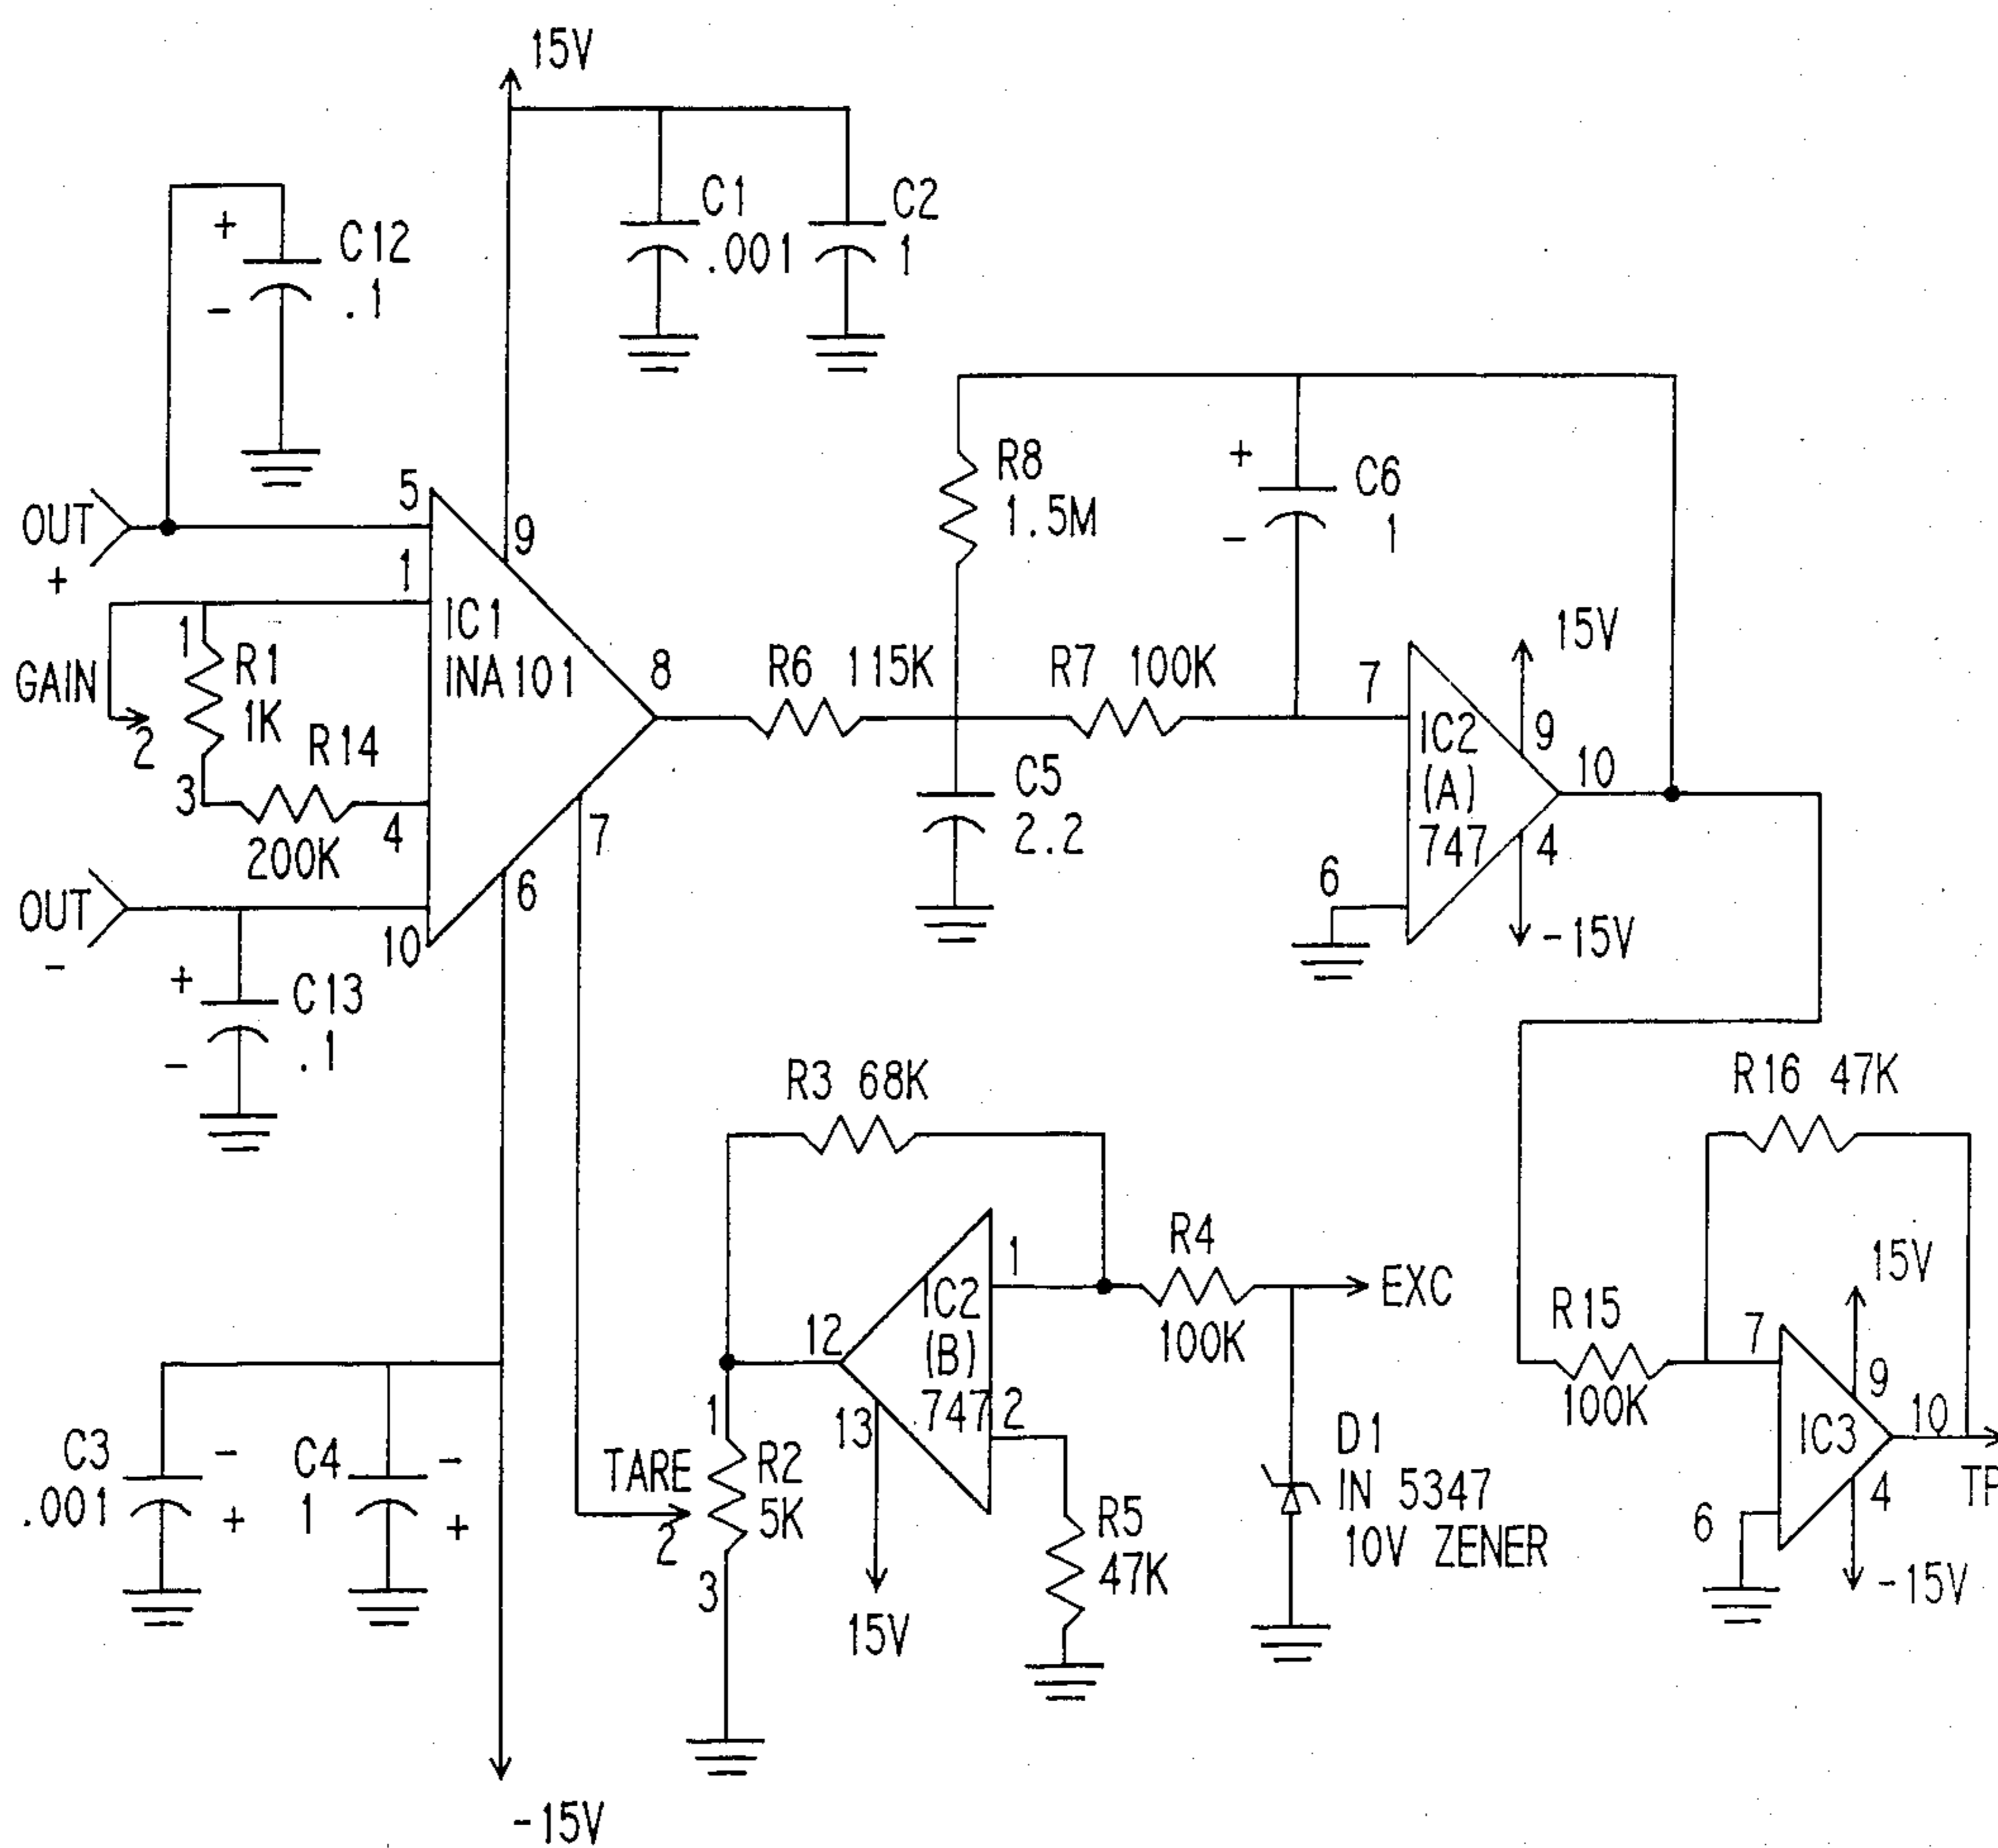 15V
C1
.001
C2
1
+
C12
-
.1
OUT
+
5
1
9
GAIN
1
R1
1K
2
3
R14
200K
4
IC1
INA101
8
7
6
OUT
-
10
+
C13
-
.1
R6 115K
R8
1.5M
R7 100K
C5
2.2
+
C6
-
1
7
15V
IC2
(A)
747
9
10
4
6
-15V
R3 68K
R16 47K
1
R4
100K
EXC
IC2
(B)
747
12
13
2
15V
R5
47K
D1
IN 5347
10V ZENER
TARE
1
R2
5K
2
3
C3
.001
-
+
C4
1
-
+
-15V
R15
100K
7
15V
9
IC3
10
4
6
-15V
TP